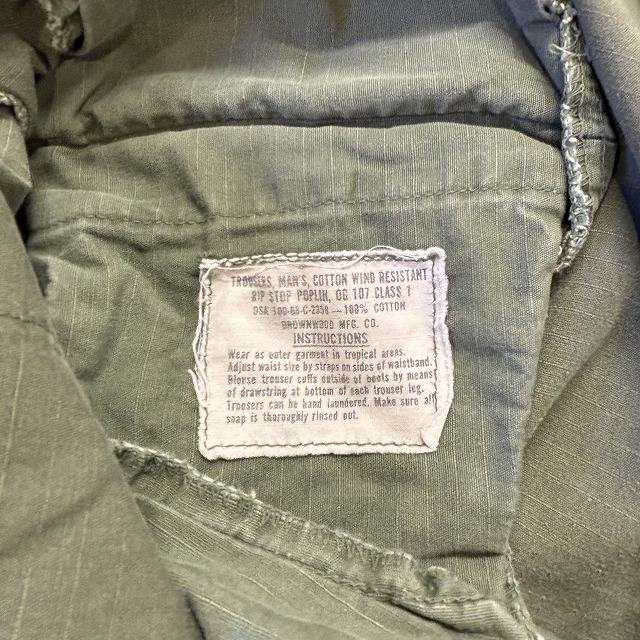 TROUSERS, MAN'S, COTTON WIND RESISTANT
RIP STOP POPLIN, OG 107 CLASS 1
DSA 100-68-C-2358 — 100% COTTON
BROWNWOOD MFG. CO.
INSTRUCTIONS
Wear as outer garment in tropical areas.
Adjust waist size by straps on sides of waistband.
Blouse trouser cuffs outside of boots by means
of drawstring at bottom of each trouser leg.
Trousers can be hand laundered. Make sure all
soap is thoroughly rinsed out.